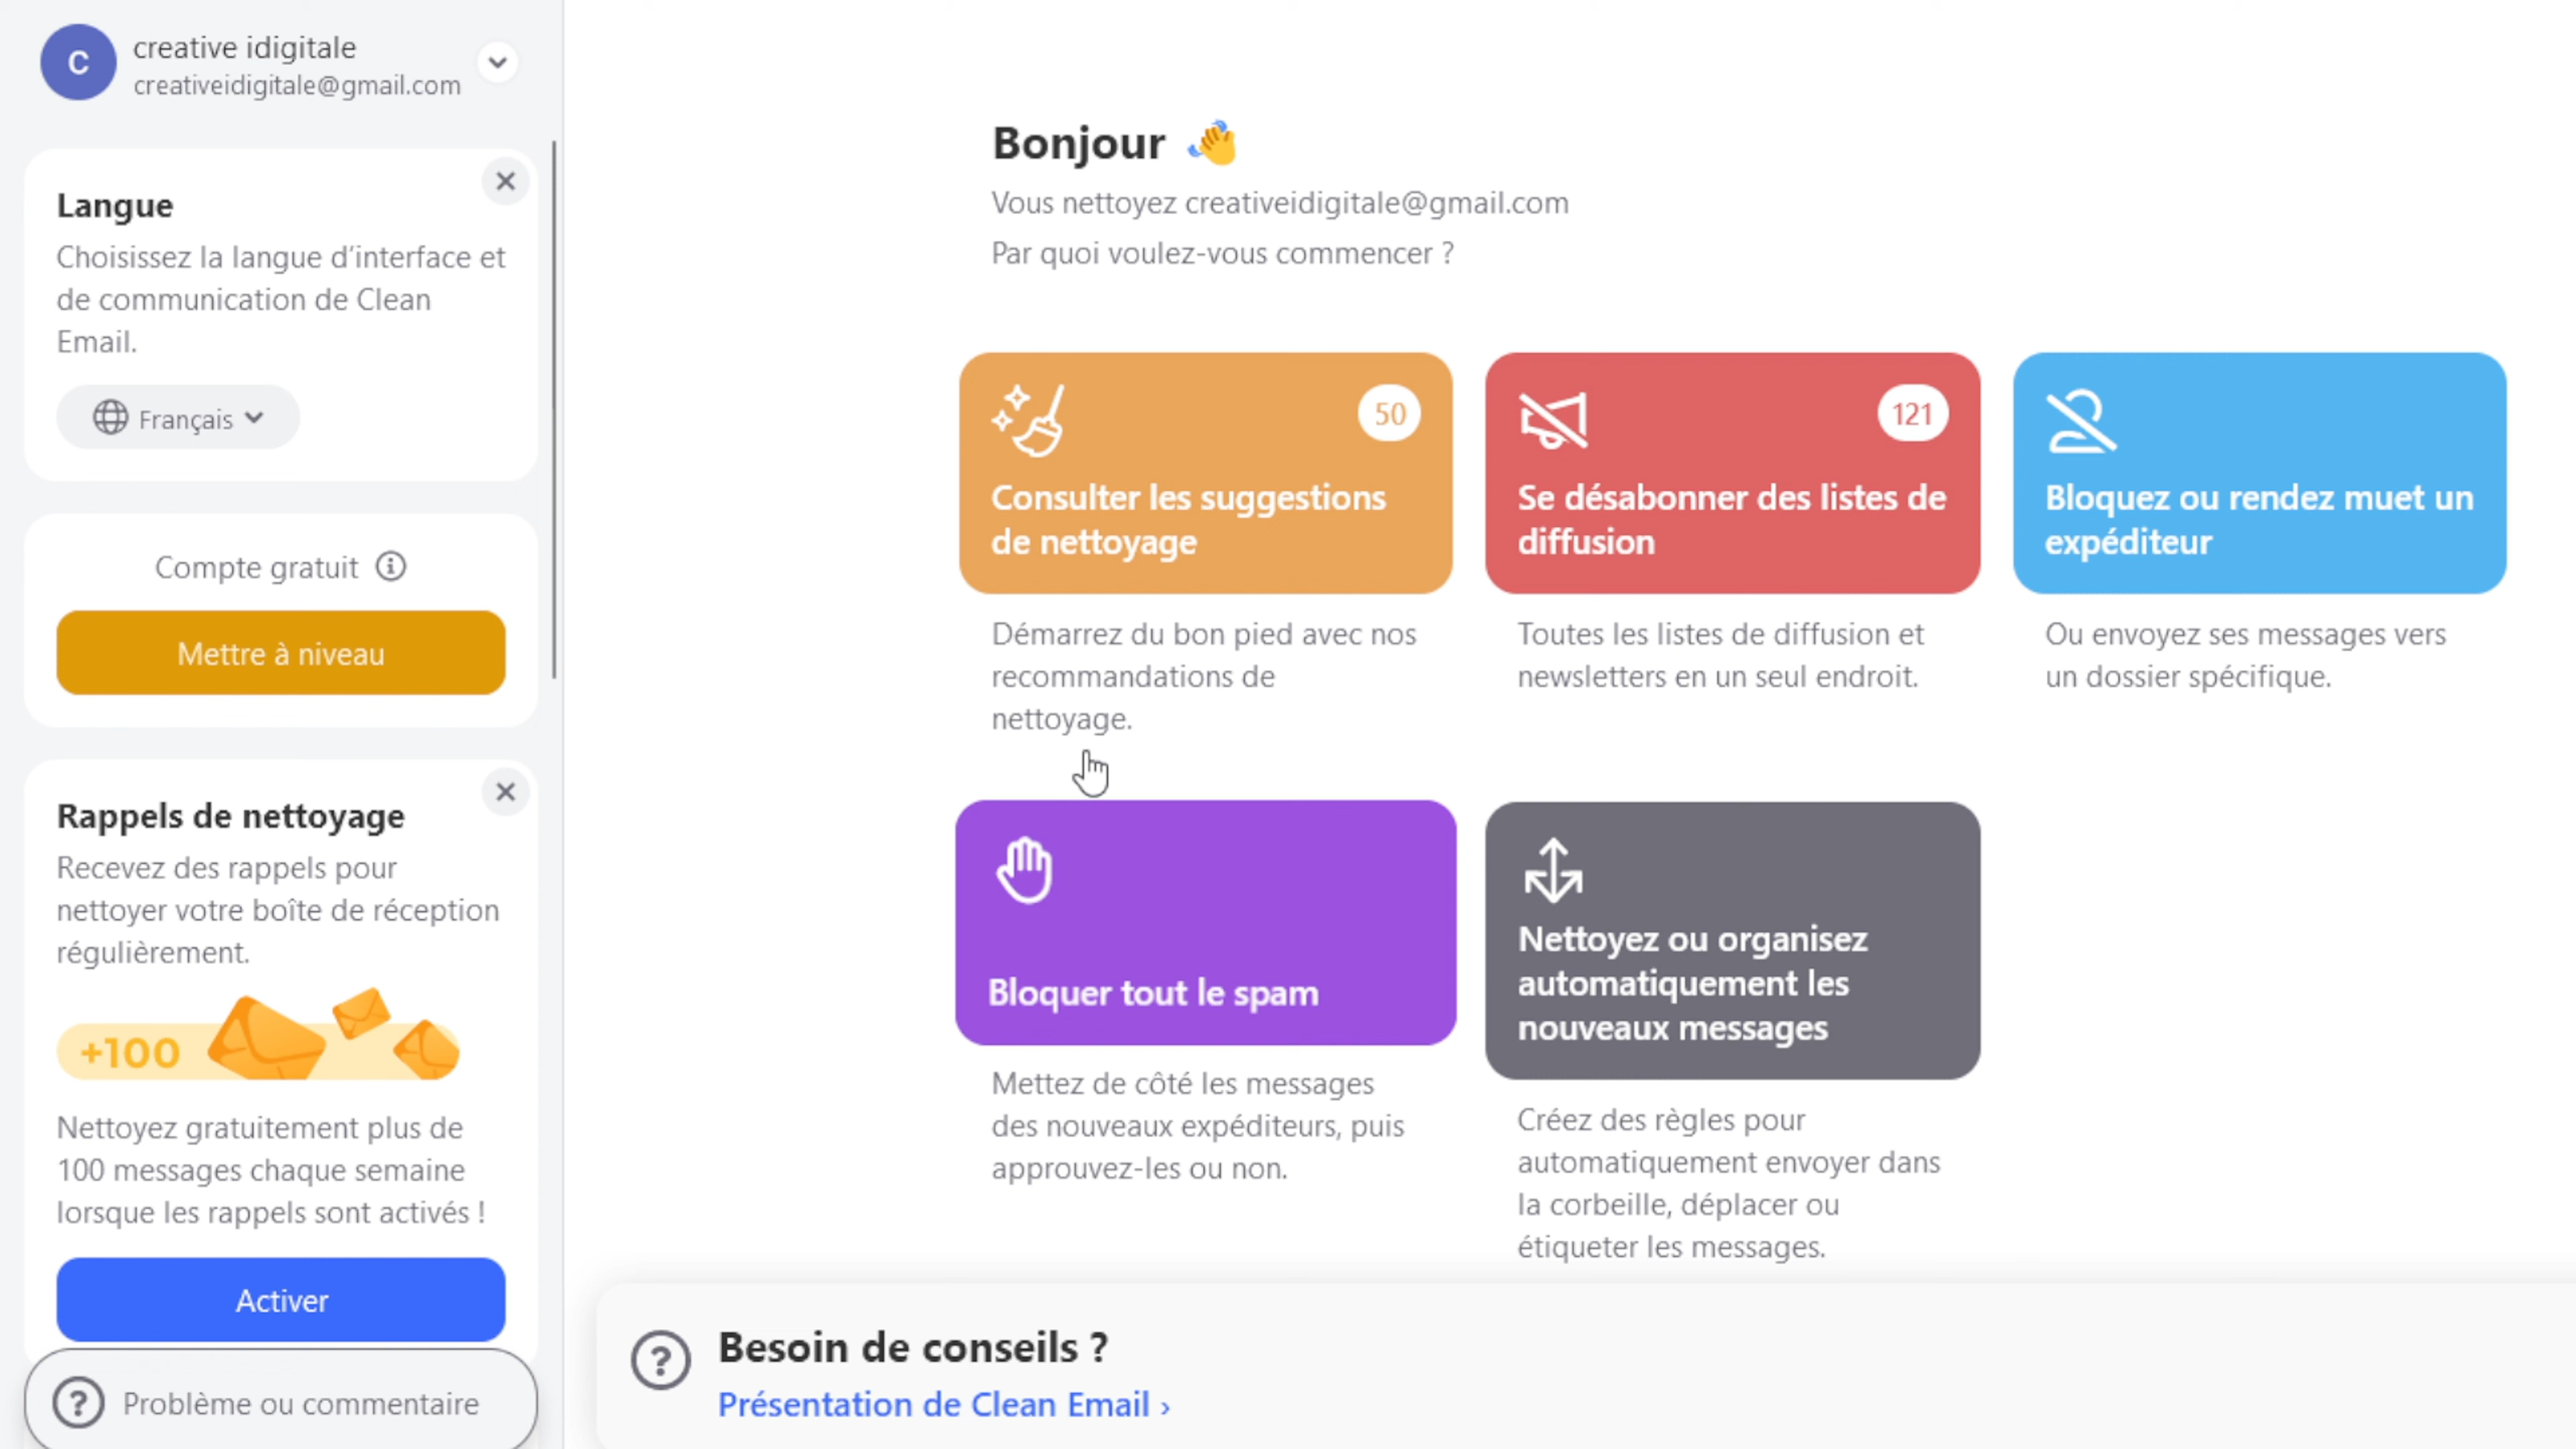 C
creative idigitale
creativeidigitale@gmail.com
Langue
Choisissez la langue d’interface et
de communication de Clean
Email.
Français
Compte gratuit
Mettre à niveau
Rappels de nettoyage
Recevez des rappels pour
nettoyer votre boîte de réception
régulièrement.
+100
Nettoyez gratuitement plus de
100 messages chaque semaine
lorsque les rappels sont activés !
Activer
Problème ou commentaire
Bonjour
Vous nettoyez creativeidigitale@gmail.com
Par quoi voulez-vous commencer ?
50
Consulter les suggestions
de nettoyage
Démarrez du bon pied avec nos
recommandations de
nettoyage.
121
Se désabonner des listes de
diffusion
Toutes les listes de diffusion et
newsletters en un seul endroit.
Bloquez ou rendez muet un
expéditeur
Ou envoyez ses messages vers
un dossier spécifique.
Bloquer tout le spam
Mettez de côté les messages
des nouveaux expéditeurs, puis
approuvez-les ou non.
Nettoyez ou organisez
automatiquement les
nouveaux messages
Créez des règles pour
automatiquement envoyer dans
la corbeille, déplacer ou
étiqueter les messages.
Besoin de conseils ?
Présentation de Clean Email ›